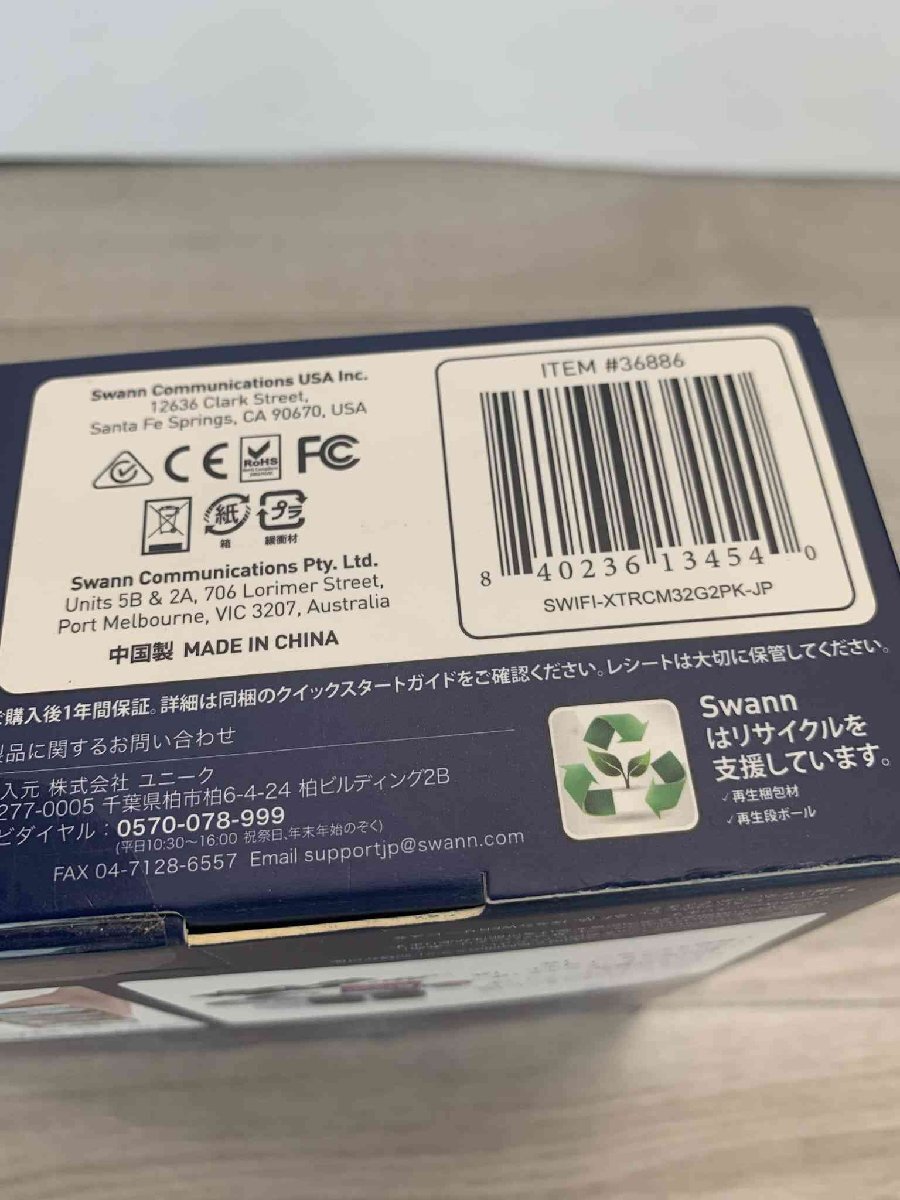 Swann Communications USA Inc.
12636 Clark Street,
Santa Fe Springs, CA 90670, USA
CE
RoHS
FC
紙
箱
プラ
緩衝材
Swann Communications Pty. Ltd.
Units 5B & 2A, 706 Lorimer Street,
Port Melbourne, VIC 3207, Australia
中国製 MADE IN CHINA
ITEM #36886
8 40236 13454 0
SWIFI-XTRCM32G2PK-JP
購入後1年間保証。詳細は同梱のクイックスタートガイドをご確認ください。レシートは大切に保管してください。
品に関するお問い合わせ
入元 株式会社 ユニーク
277-0005 千葉県柏市柏6-4-24 柏ビルディング2B
ビダイヤル：0570-078-999
(平日10:30～16:00 祝祭日、年末年始のぞく)
FAX 04-7128-6557 Email supportjp@swann.com
Swann
はリサイクルを
支援しています。
✓再生梱包材
✓再生段ボール